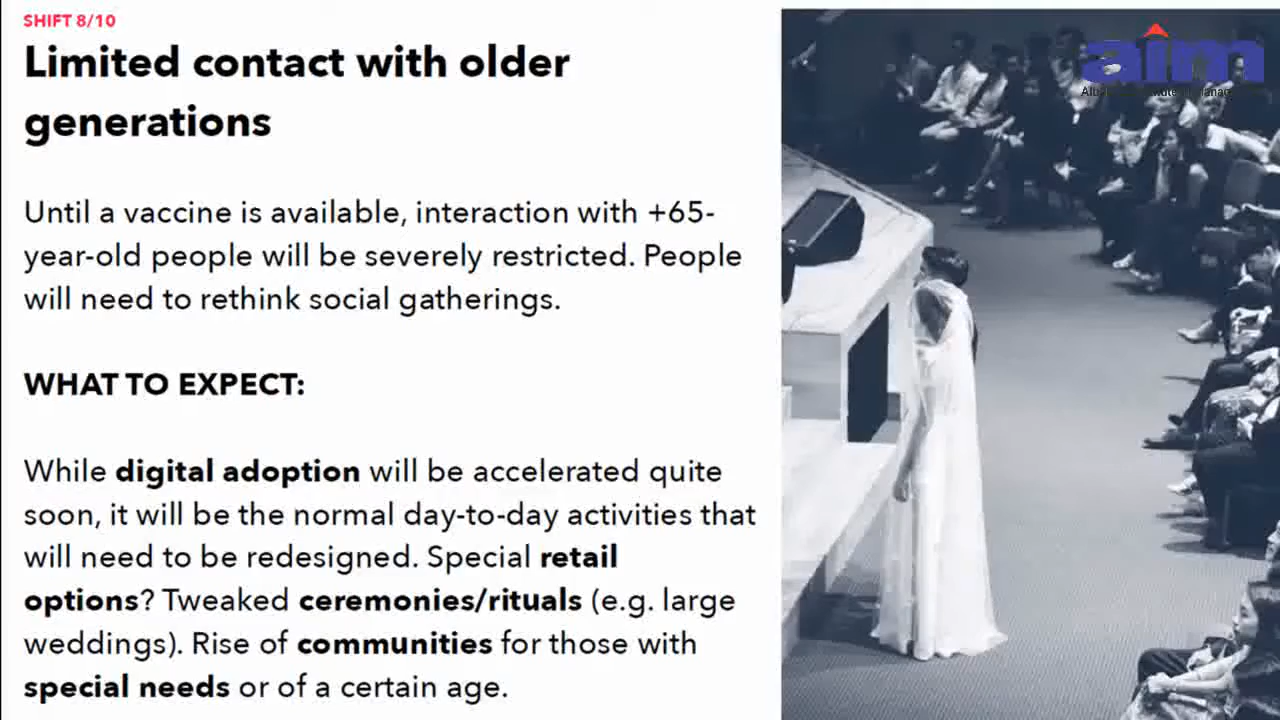 SHIFT 8/10
Limited contact with older
generations
Until a vaccine is available, interaction with +65-
year-old people will be severely restricted. People
will need to rethink social gatherings.
WHAT TO EXPECT:
While digital adoption will be accelerated quite
soon, it will be the normal day-to-day activities that
will need to be redesigned. Special retail
options? Tweaked ceremonies/rituals (e.g. large
weddings). Rise of communities for those with
special needs or of a certain age.
aim